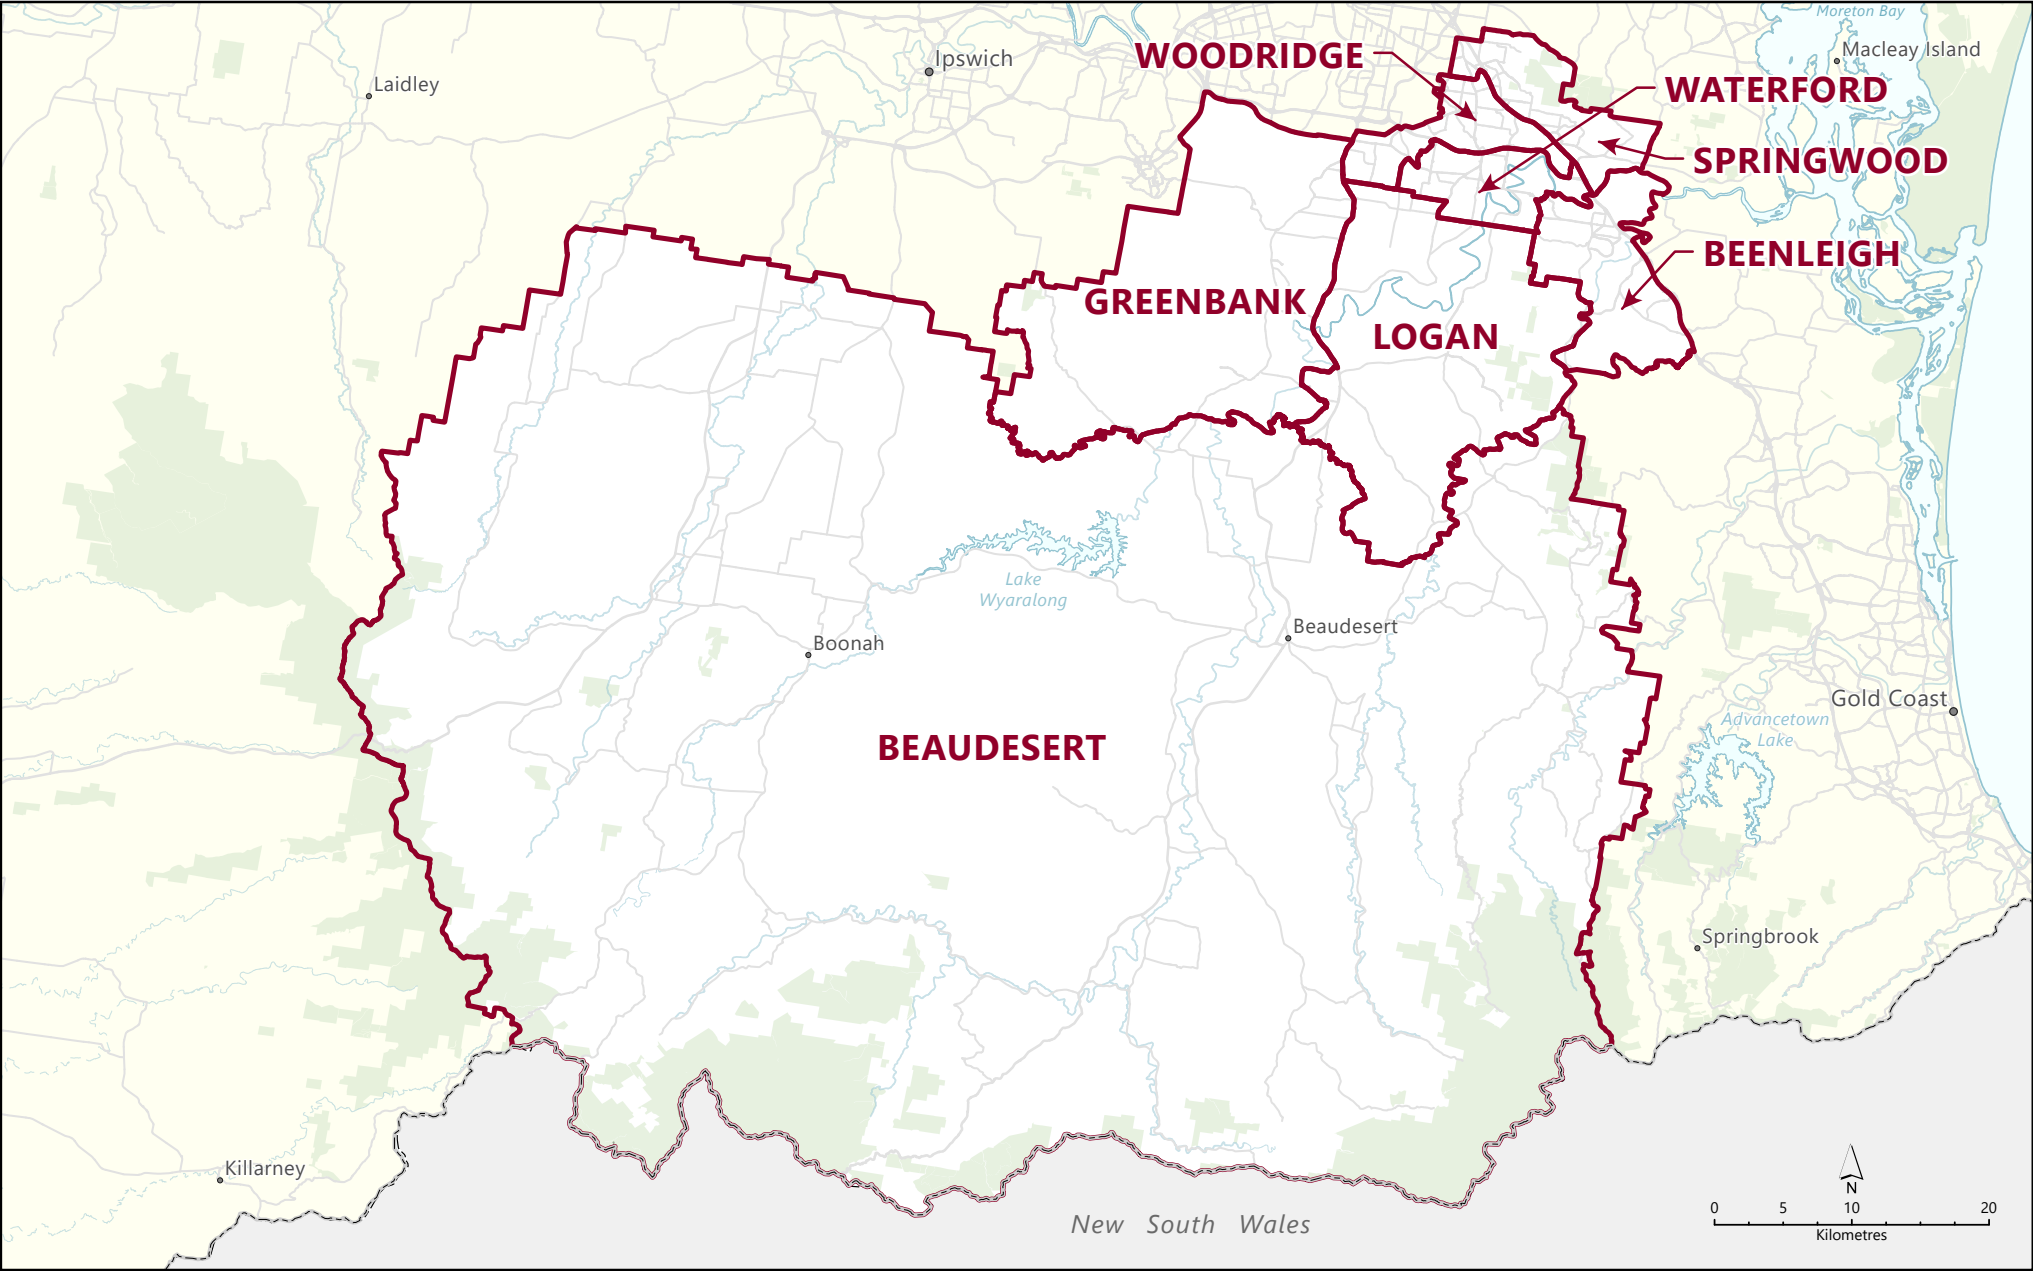 Moreton Bay
WOODRIDGE
Macleay Island
Ipswich
Laidley
WATERFORD
SPRINGWOOD
BEENLEIGH
GREENBANK
LOGAN
Lake
Wyaralong
Beaudesert
Boonah
Gold Coast
Advancetown
Lake
BEAUDESERT
Springbrook
Killarney
N
0 5 10 20
Kilometres
New South Wales